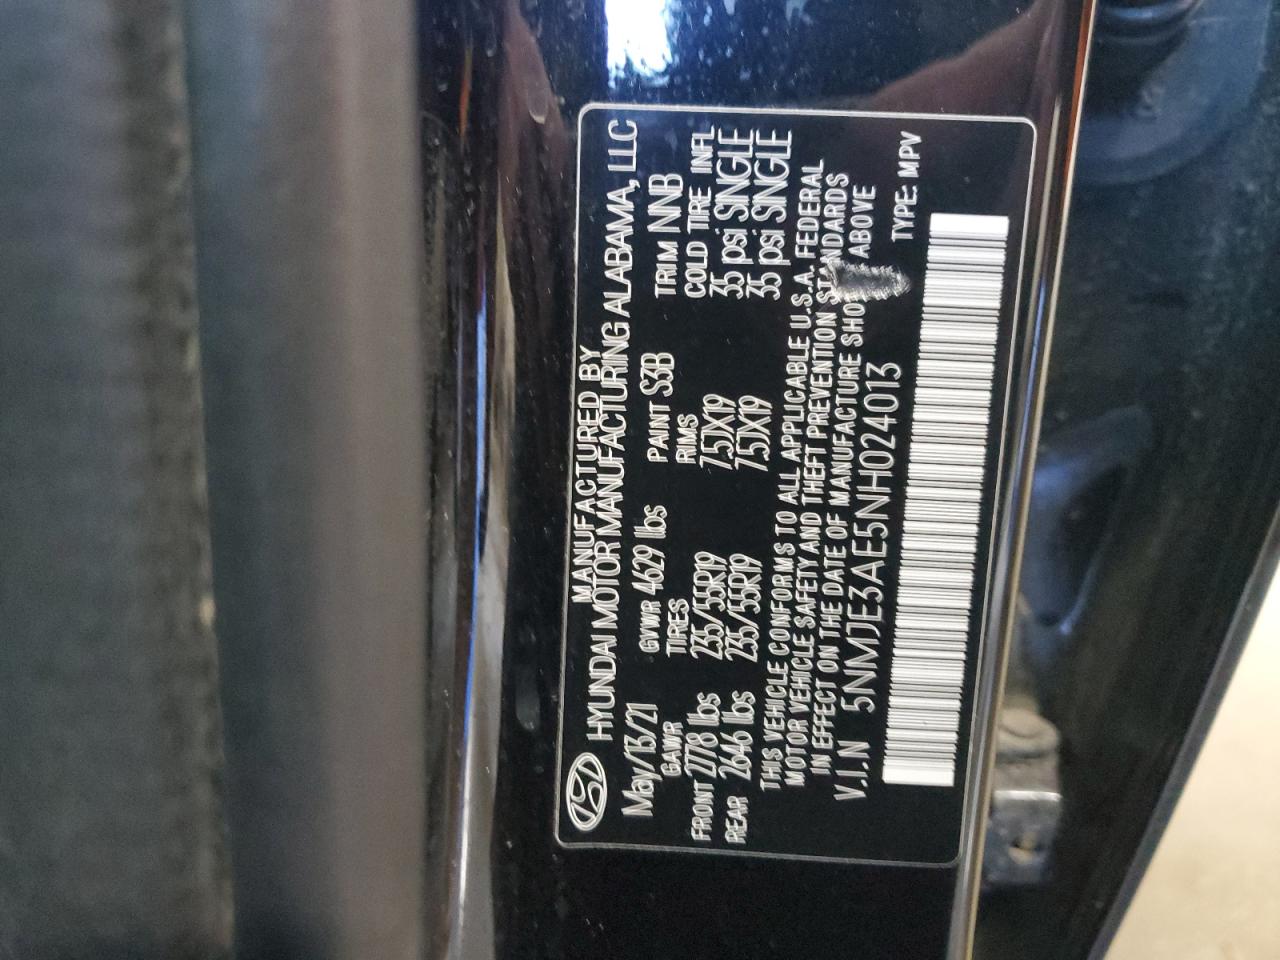 MANUFACTURED BY
HYUNDAI MOTOR MANUFACTURING ALABAMA, LLC
May/13/21 GVWR 4629 lbs PAINT S3B TRIM NNB
GAWR TIRES RIMS COLD TIRE INFL
FRONT 2778 lbs 235/55R19 7.5JX19 35 psi SINGLE
REAR 2646 lbs 235/55R19 7.5JX19 35 psi SINGLE
THIS VEHICLE CONFORMS TO ALL APPLICABLE U.S.A. FEDERAL
MOTOR VEHICLE SAFETY AND THEFT PREVENTION STANDARDS
IN EFFECT ON THE DATE OF MANUFACTURE ABOVE
V.I.N 5NMJE3AE5NH024013 TYPE: MPV